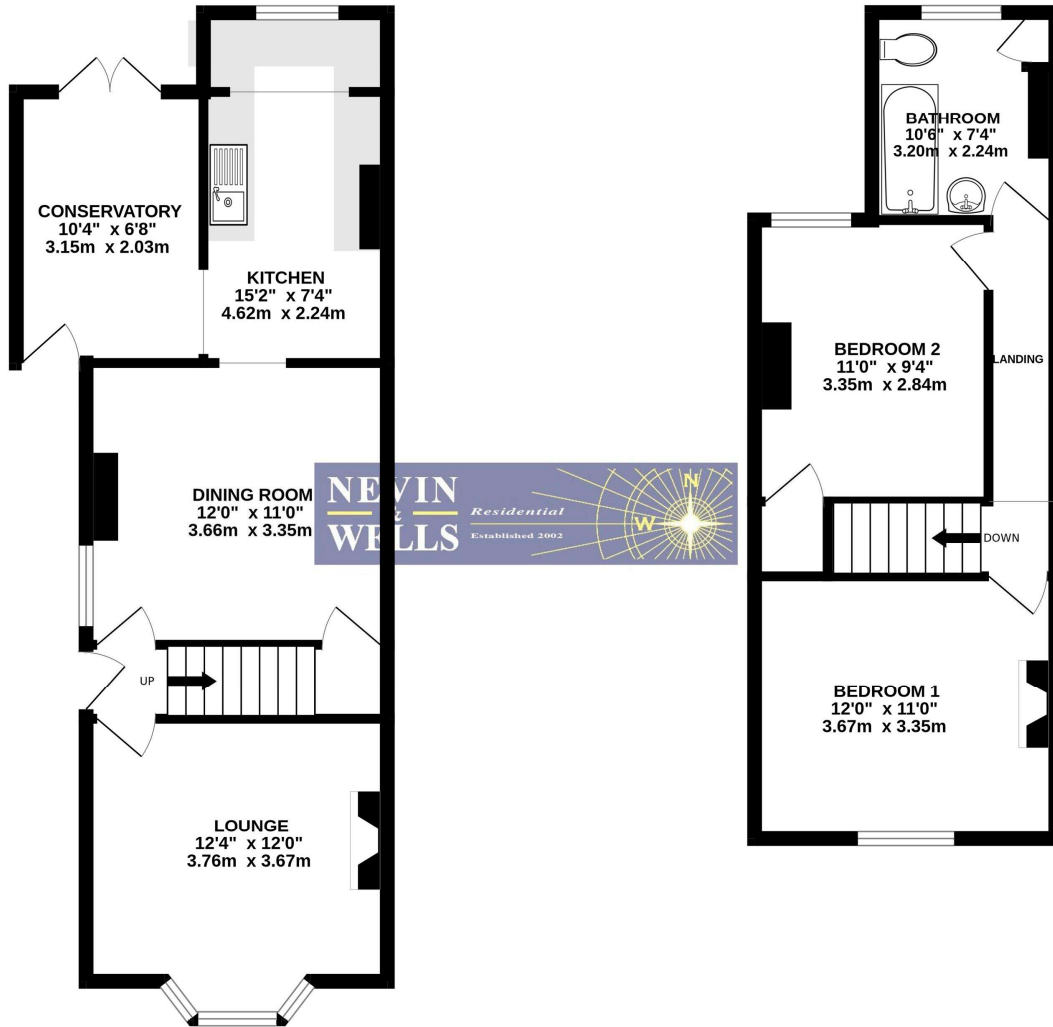 CONSERVATORY
10'4" x 6'8"
3.15m x 2.03m
KITCHEN
15'2" x 7'4"
4.62m x 2.24m
DINING ROOM
12'0" x 11'0"
3.66m x 3.35m
UP
LOUNGE
12'4" x 12'0"
3.76m x 3.67m
NEVIN
&
WELLS
Residential
Established 2002
N
W
BATHROOM
10'6" x 7'4"
3.20m x 2.24m
BEDROOM 2
11'0" x 9'4"
3.35m x 2.84m
LANDING
DOWN
BEDROOM 1
12'0" x 11'0"
3.67m x 3.35m